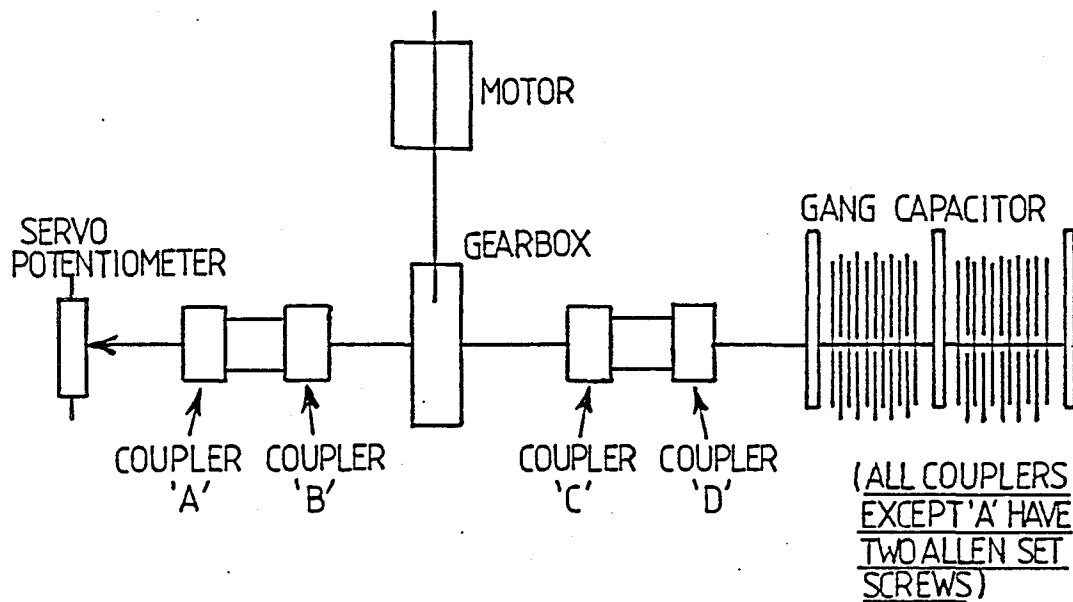 MOTOR
SERVO
POTENTIOMETER
GEARBOX
GANG CAPACITOR
COUPLER
'A'
COUPLER
'B'
COUPLER
'C'
COUPLER
'D'
(ALL COUPLERS
EXCEPT 'A' HAVE
TWO ALLEN SET
SCREWS)